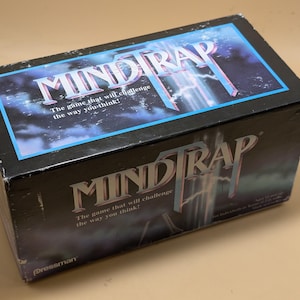 MINDTRAP
The game that will challenge
the way you think!
MINDTRAP
The game that will challenge
the way you think!
Pressman